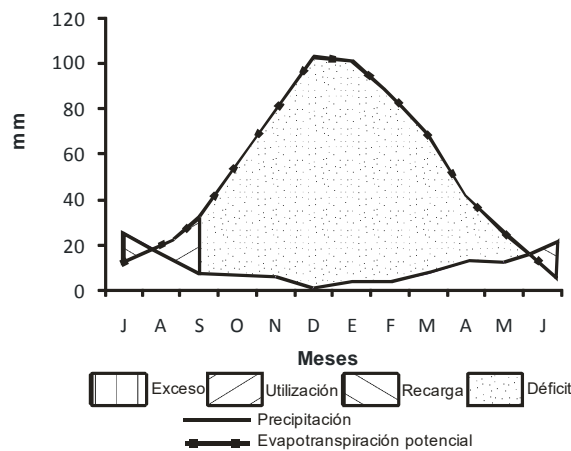 120
100
80
60
40
20
0
mm
J A S O N D E F M A M J
Meses
Exceso Utilización Recarga Déficit
Precipitación
Evapotranspiración potencial